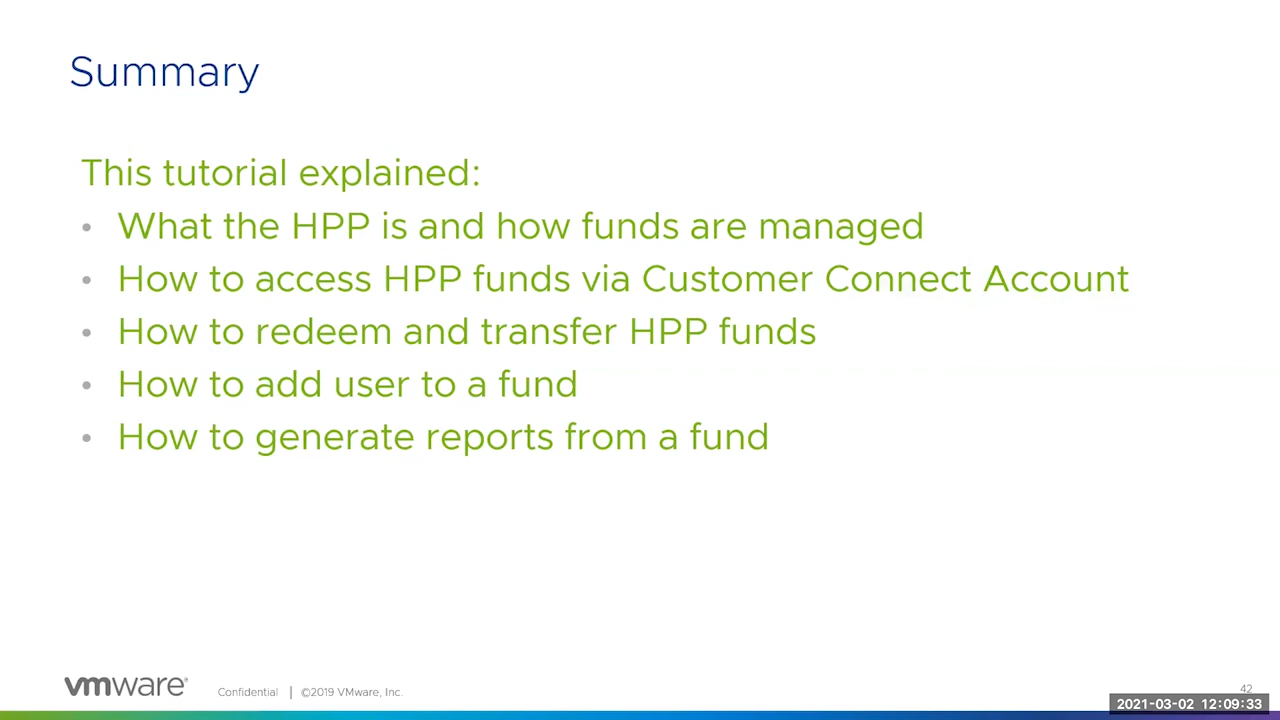 Summary
This tutorial explained:
• What the HPP is and how funds are managed
• How to access HPP funds via Customer Connect Account
• How to redeem and transfer HPP funds
• How to add user to a fund
• How to generate reports from a fund
vmware®
Confidential | ©2019 VMware, Inc.
42
2021-03-02 12:09:33